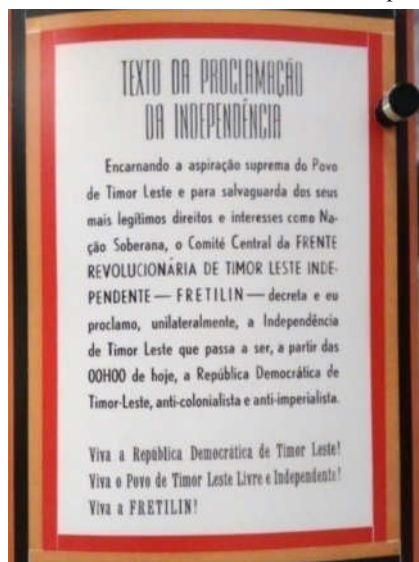 TEXTO DA PROCLAMAÇÃO
DA INDEPENDÊNCIA
Encarnando a aspiração suprema do Povo
de Timor Leste e para salvaguarda dos seus
mais legítimos direitos e interesses como Na-
ção Soberana, o Comité Central da FRENTE
REVOLUCIONÁRIA DE TIMOR LESTE INDE-
PENDENTE — FRETILIN — decreta e eu
proclamo, unilateralmente, a Independência
de Timor Leste que passa a ser, a partir das
00H00 de hoje, a República Democrática de
Timor-Leste, anti-colonialista e anti-imperialista.
Viva a República Democrática de Timor Leste!
Viva o Povo de Timor Leste Livre e Independente!
Viva a FRETILIN!